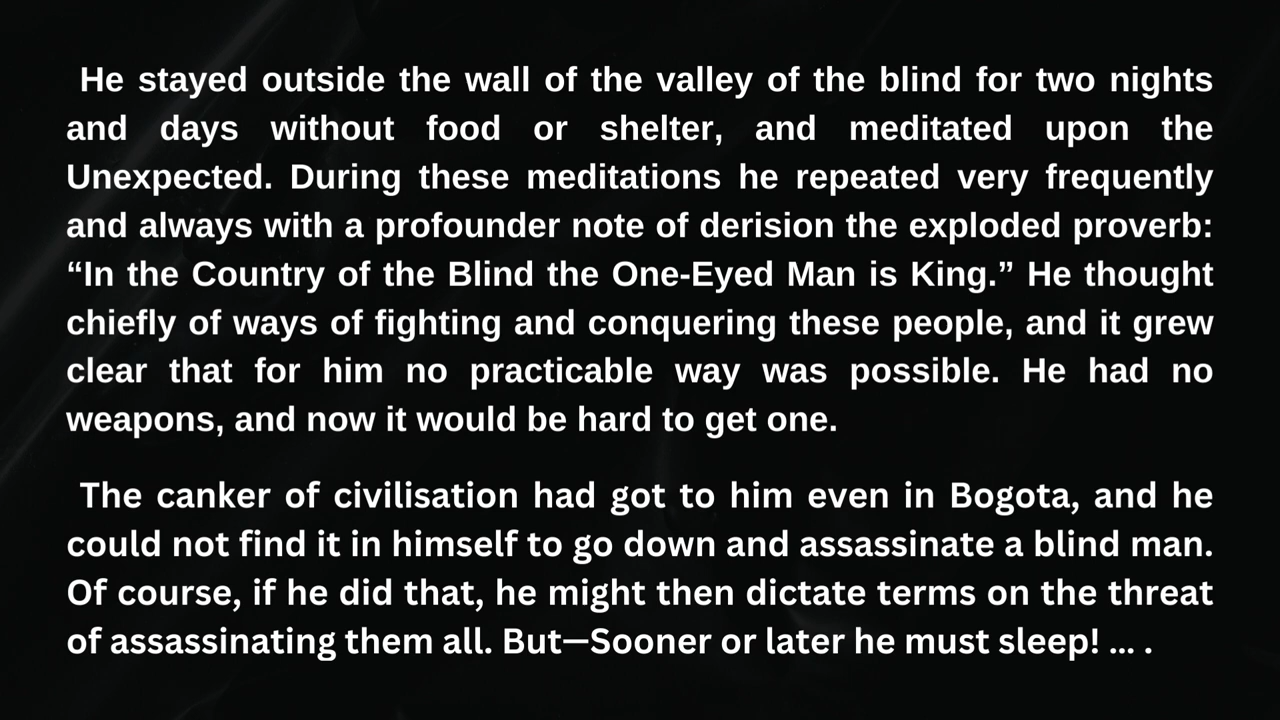 He stayed outside the wall of the valley of the blind for two nights
and days without food or shelter, and meditated upon the
Unexpected. During these meditations he repeated very frequently
and always with a profounder note of derision the exploded proverb:
“In the Country of the Blind the One-Eyed Man is King.” He thought
chiefly of ways of fighting and conquering these people, and it grew
clear that for him no practicable way was possible. He had no
weapons, and now it would be hard to get one.
The canker of civilisation had got to him even in Bogota, and he
could not find it in himself to go down and assassinate a blind man.
Of course, if he did that, he might then dictate terms on the threat
of assassinating them all. But—Sooner or later he must sleep! ... .